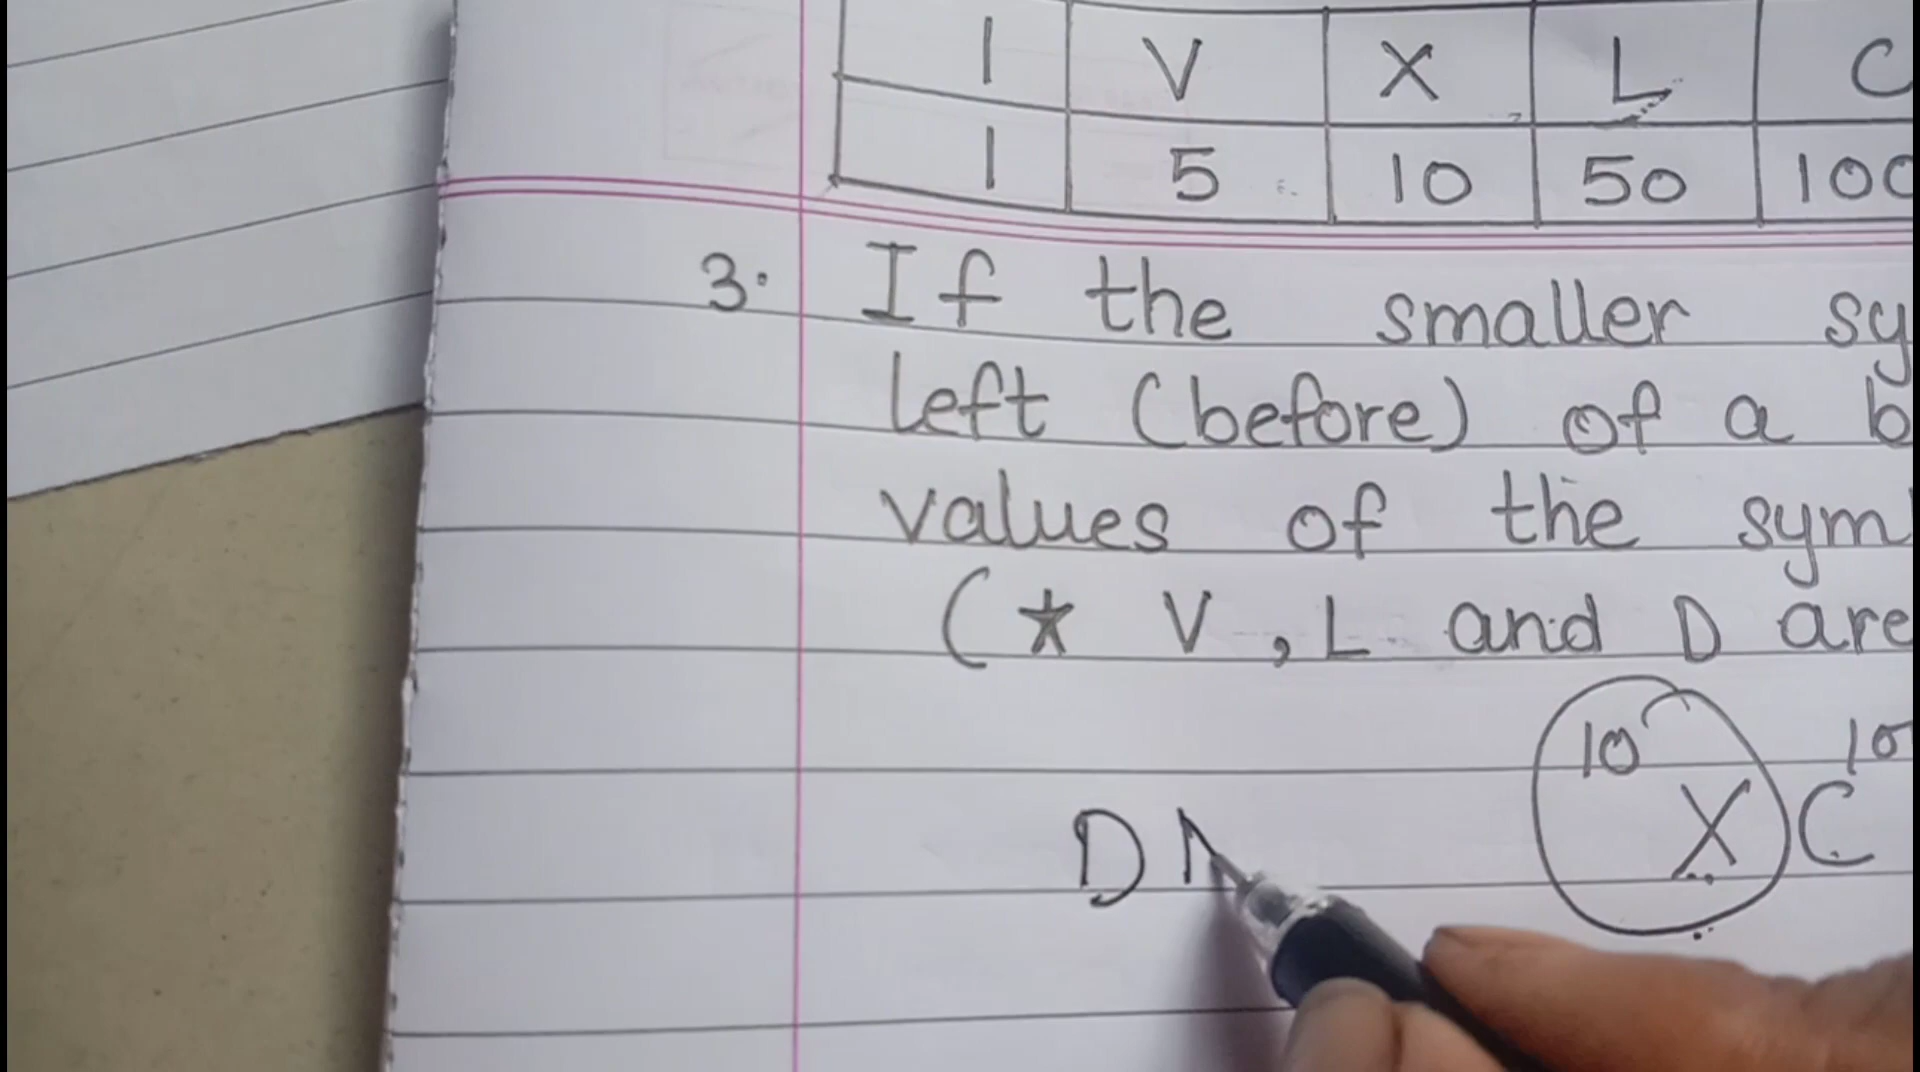 I V X L C
1 5 10 50 100
3. If the smaller sy
left (before) of a b
values of the sym
(* V, L and D are
10 10
D X C